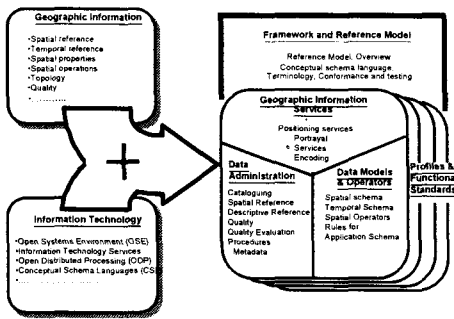 Geographic Information
•Spatial reference
•Temporal reference
•Spatial properties
•Spatial operations
•Topology
•Quality
•............
Information Technology
•Open Systems Environment (OSE)
•Information Technology Services
•Open Distributed Processing (ODP)
•Conceptual Schema Languages (CS
•............
Framework and Reference Model
Reference Model, Overview
Conceptual schema language,
Terminology, Conformance and testing
Geographic Information
Services
Positioning services
Portrayal
Services
Encoding
Data
Administration
Cataloguing
Spatial Reference
Descriptive Reference
Quality
Quality Evaluation
Procedures
Metadata
Data Models
& Operators
Spatial schema
Temporal Schema
Spatial Operators
Rules for
Application Schema
Profiles &
Functional
Standards